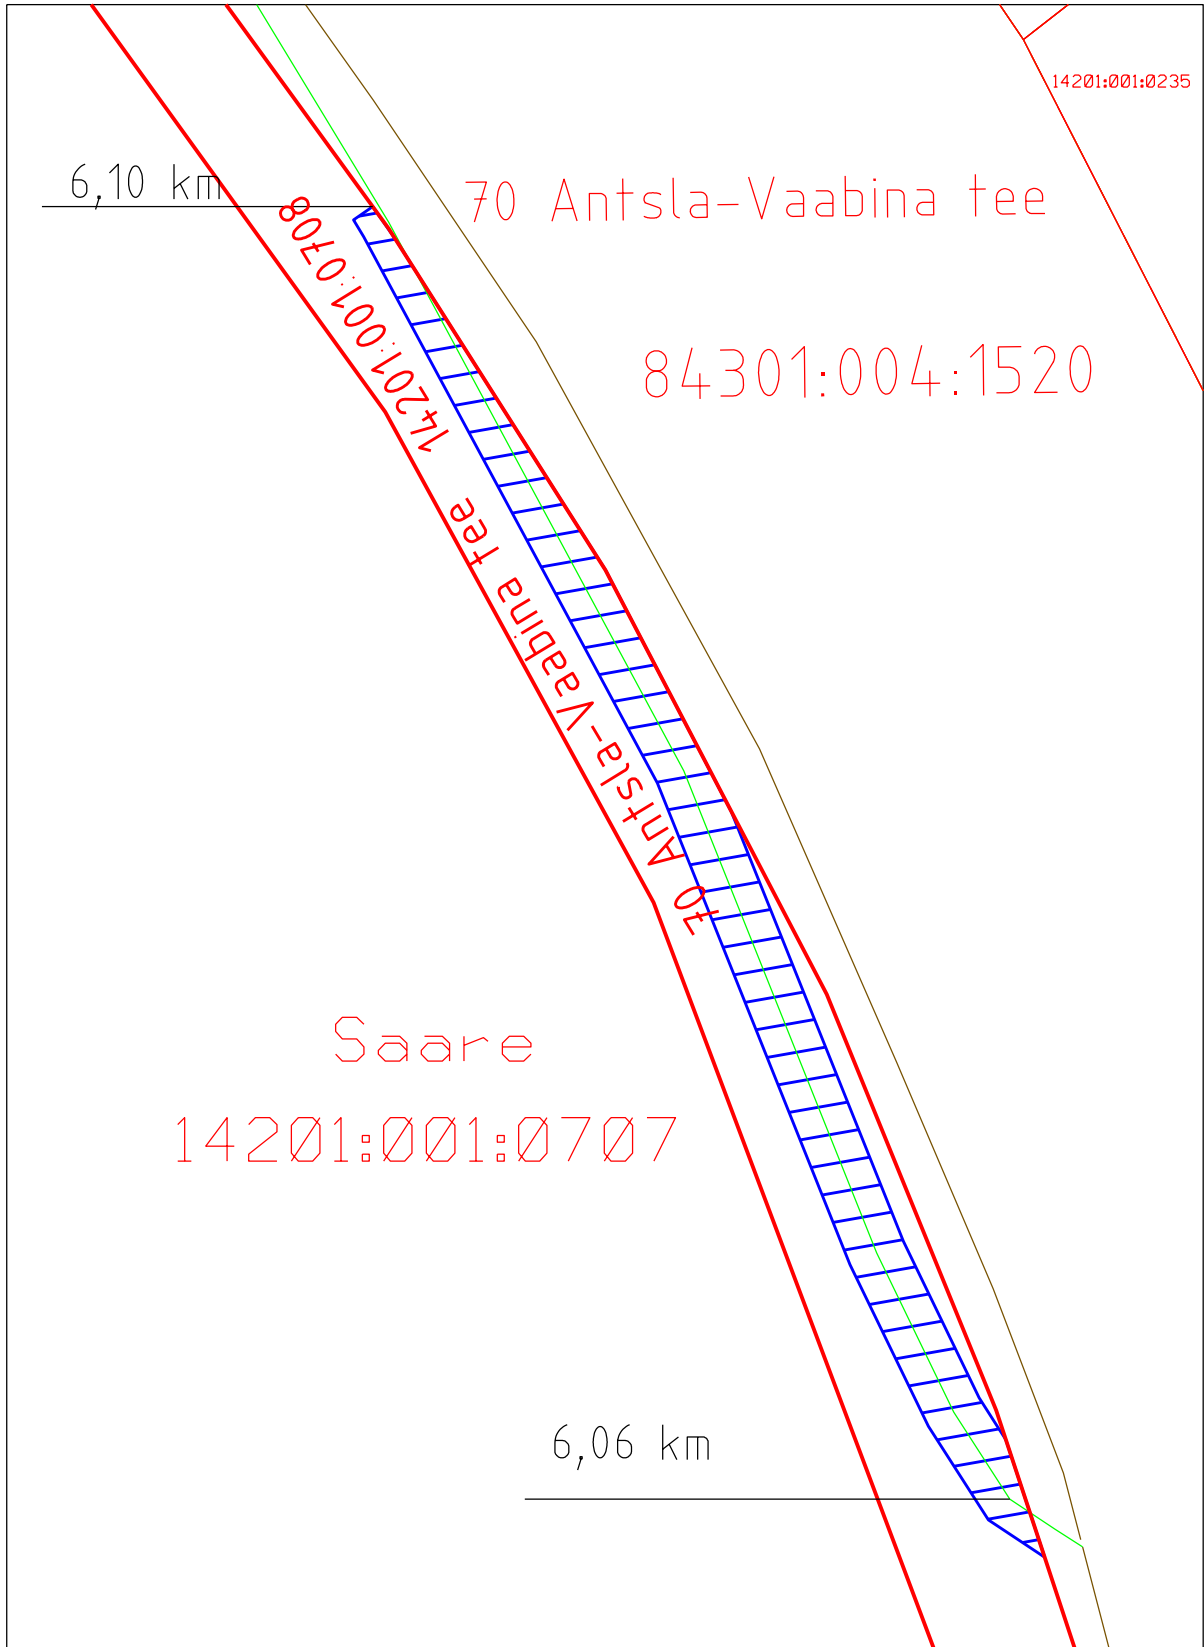 14201:001:0235
6,10 km
70 Antsla-Vaabina tee
84301:004:1520
70 Antsla-Vaabina tee 14201:001:0708
Saare
14201:001:0707
6,06 km